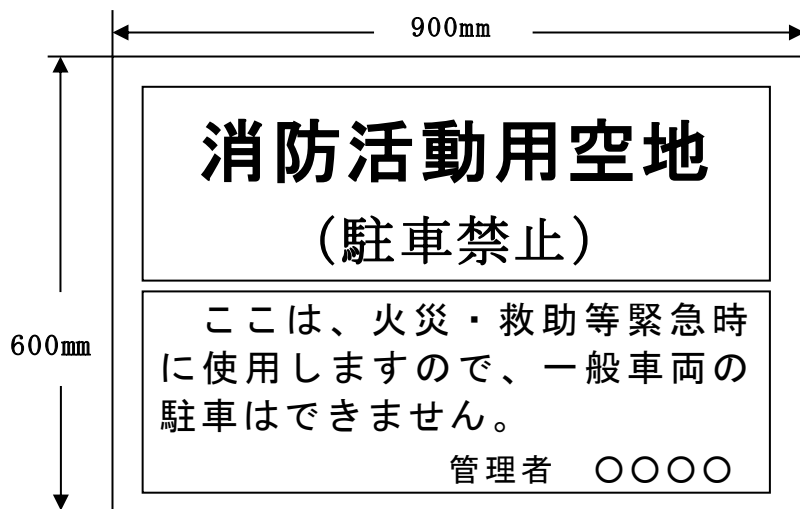 900mm
消防活動用空地
(駐車禁止)
600mm
　ここは、火災・救助等緊急時
に使用しますので、一般車両の
駐車はできません。
管理者　○○○○